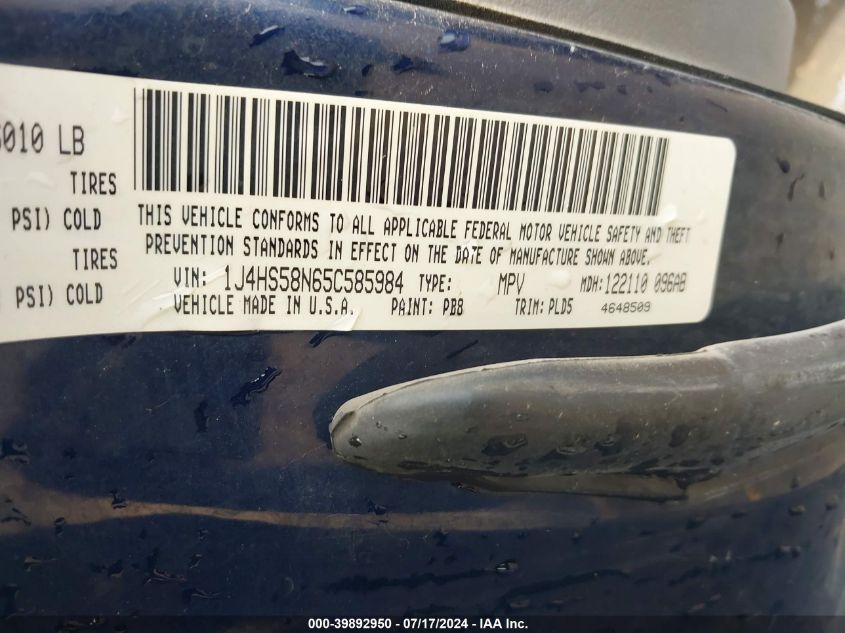 6010 LB
TIRES
PSI) COLD
TIRES
PSI) COLD
THIS VEHICLE CONFORMS TO ALL APPLICABLE FEDERAL MOTOR VEHICLE SAFETY AND THEFT
PREVENTION STANDARDS IN EFFECT ON THE DATE OF MANUFACTURE SHOWN ABOVE.
VIN: 1J4HS58N65C585984 TYPE: MPV MDH:122110 096AB
VEHICLE MADE IN U.S.A. PAINT: PB8 TRIM: PLD5 4648509
000-39892950 - 07/17/2024 - IAA Inc.